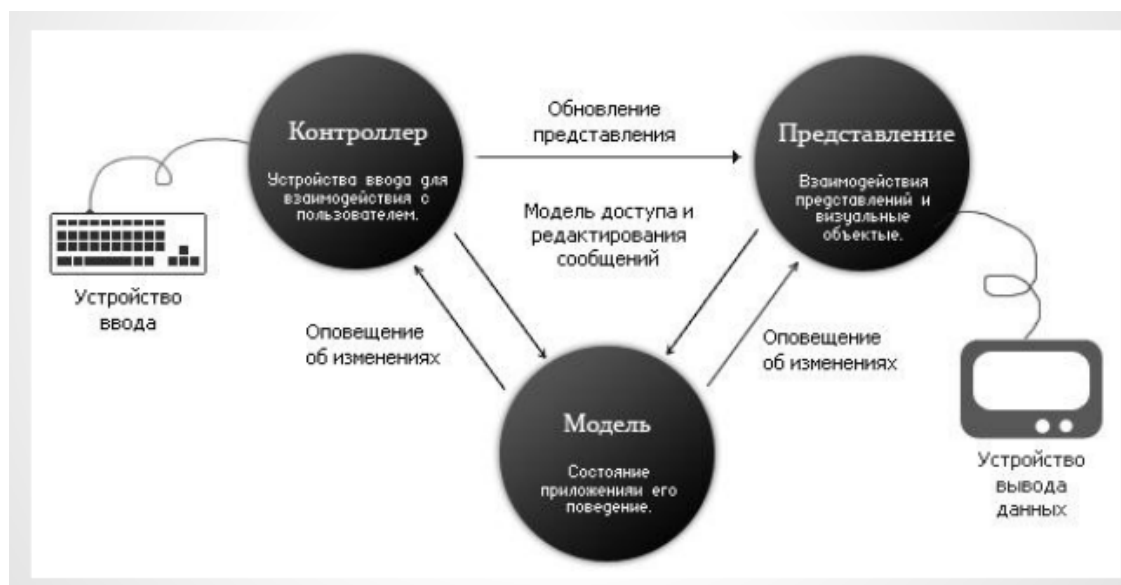 Контроллер
Устройства ввода для
взаимодействия с
пользователем.
Обновление
представления
Представление
Взаимодействия
представлений и
визуальные
объектые.
Модель доступа и
редактирования
сообщений
Устройство
ввода
Оповещение
об изменениях
Оповещение
об изменениях
Модель
Состояние
приложенияли его
поведение.
Устройство
вывода
данных